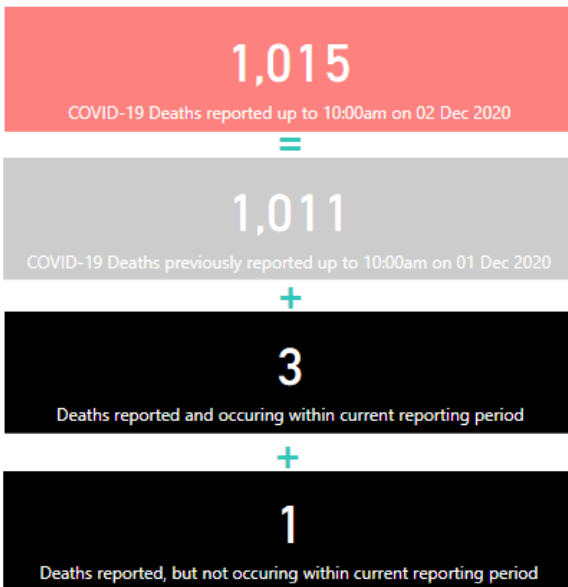 1,015
COVID-19 Deaths reported up to 10:00am on 02 Dec 2020
=
1,011
COVID-19 Deaths previously reported up to 10:00am on 01 Dec 2020
+
3
Deaths reported and occuring within current reporting period
+
1
Deaths reported, but not occuring within current reporting period